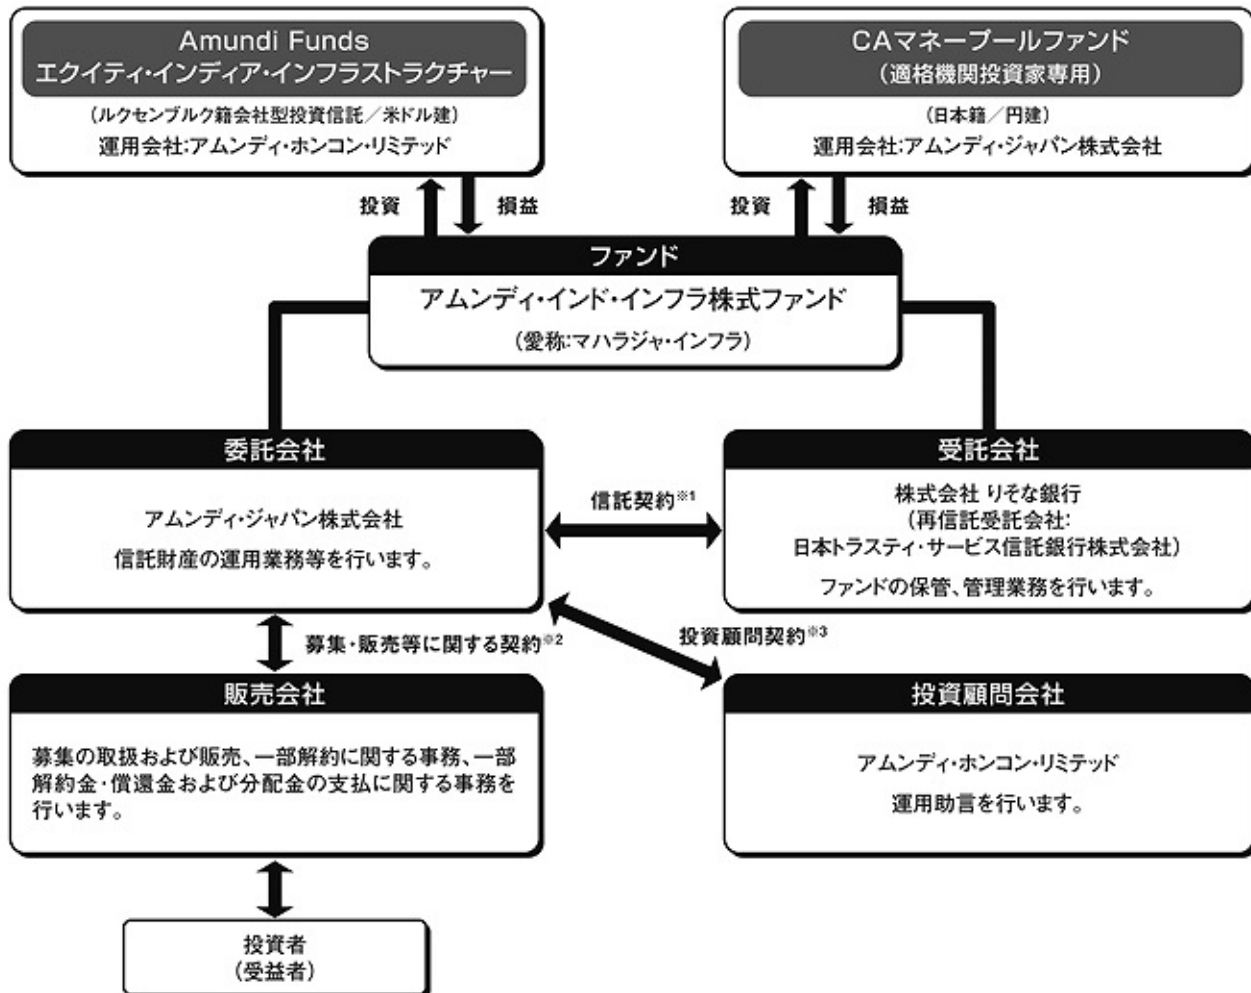 Amundi Funds
エクイティ・インディア・インフラストラクチャー
(ルクセンブルク籍会社型投資信託/米ドル建)
運用会社:アムンディ・ホンコン・リミテッド
CAマネープールファンド
(適格機関投資家専用)
(日本籍/円建)
運用会社:アムンディ・ジャパン株式会社
投資
損益
投資
損益
ファンド
アムンディ・インド・インフラ株式ファンド
(愛称:マハラジャ・インフラ)
委託会社
アムンディ・ジャパン株式会社
信託財産の運用業務等を行います。
信託契約※1
受託会社
株式会社 りそな銀行
(再信託受託会社:
日本トラスティ・サービス信託銀行株式会社)
ファンドの保管、管理業務を行います。
募集・販売等に関する契約※2
投資顧問契約※3
販売会社
募集の取扱および販売、一部解約に関する事務、一部
解約金・償還金および分配金の支払に関する事務を
行います。
投資顧問会社
アムンディ・ホンコン・リミテッド
運用助言を行います。
投資者
(受益者)